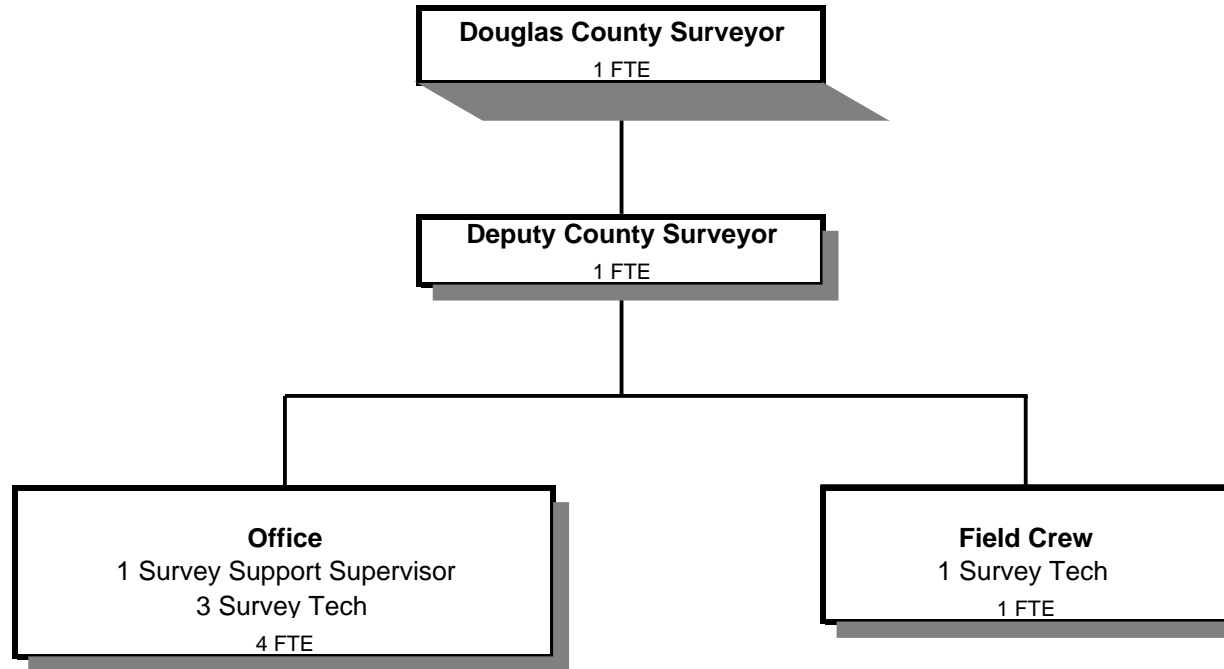 Douglas County Surveyor
1 FTE
Deputy County Surveyor
1 FTE
Office
1 Survey Support Supervisor
3 Survey Tech
4 FTE
Field Crew
1 Survey Tech
1 FTE